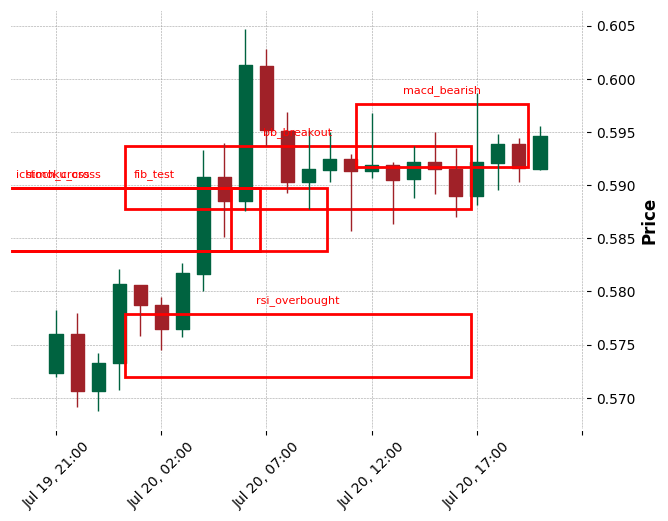 0.605
0.600
macd_bearish
0.595
bb_breakout
fib_test
0.590
0.585
0.580
rsi_overbought
0.575
0.570
Price
Jul 19, 21:00
Jul 20, 02:00
Jul 20, 07:00
Jul 20, 12:00
Jul 20, 17:00